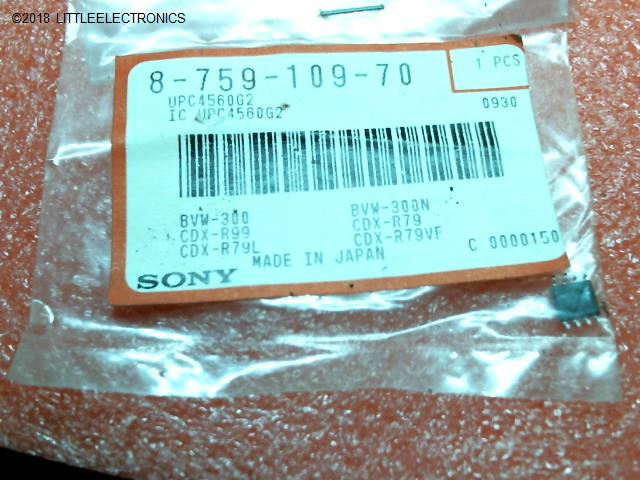 ©2018 LITTLEELECTRONICS
8-759-109-70
1 PCS
UPC4560G2
IC UPC4560G2
0930
BVW-300 BVW-300N
CDX-R99 CDX-R79
CDX-R79L CDX-R79VF
C 0000150
MADE IN JAPAN
SONY